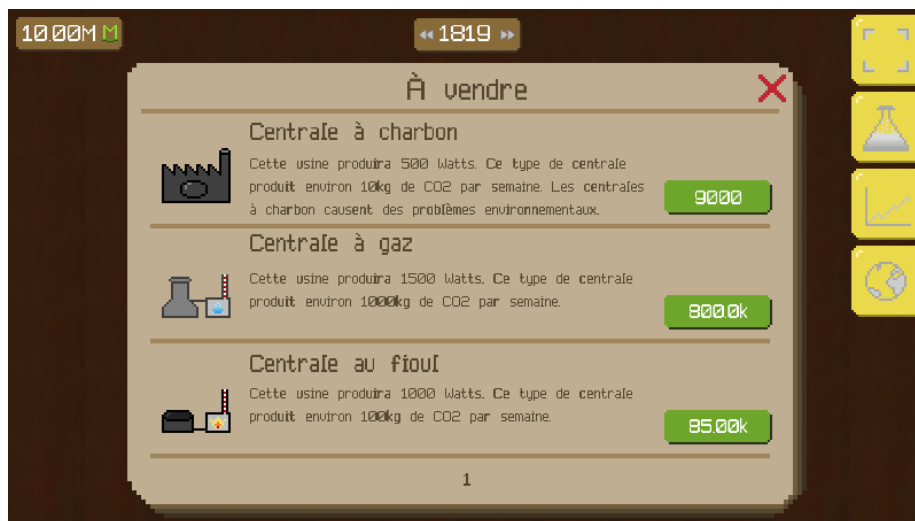 10.00M
1819
À vendre
Centrale à charbon
Cette usine produira 500 Watts. Ce type de centrale
produit environ 10kg de CO2 par semaine. Les centrales
à charbon causent des problèmes environnementaux.
9000
Centrale à gaz
Cette usine produira 1500 Watts. Ce type de centrale
produit environ 1000kg de CO2 par semaine.
800.0k
Centrale au fioul
Cette usine produira 1000 Watts. Ce type de centrale
produit environ 100kg de CO2 par semaine.
85.00k
1